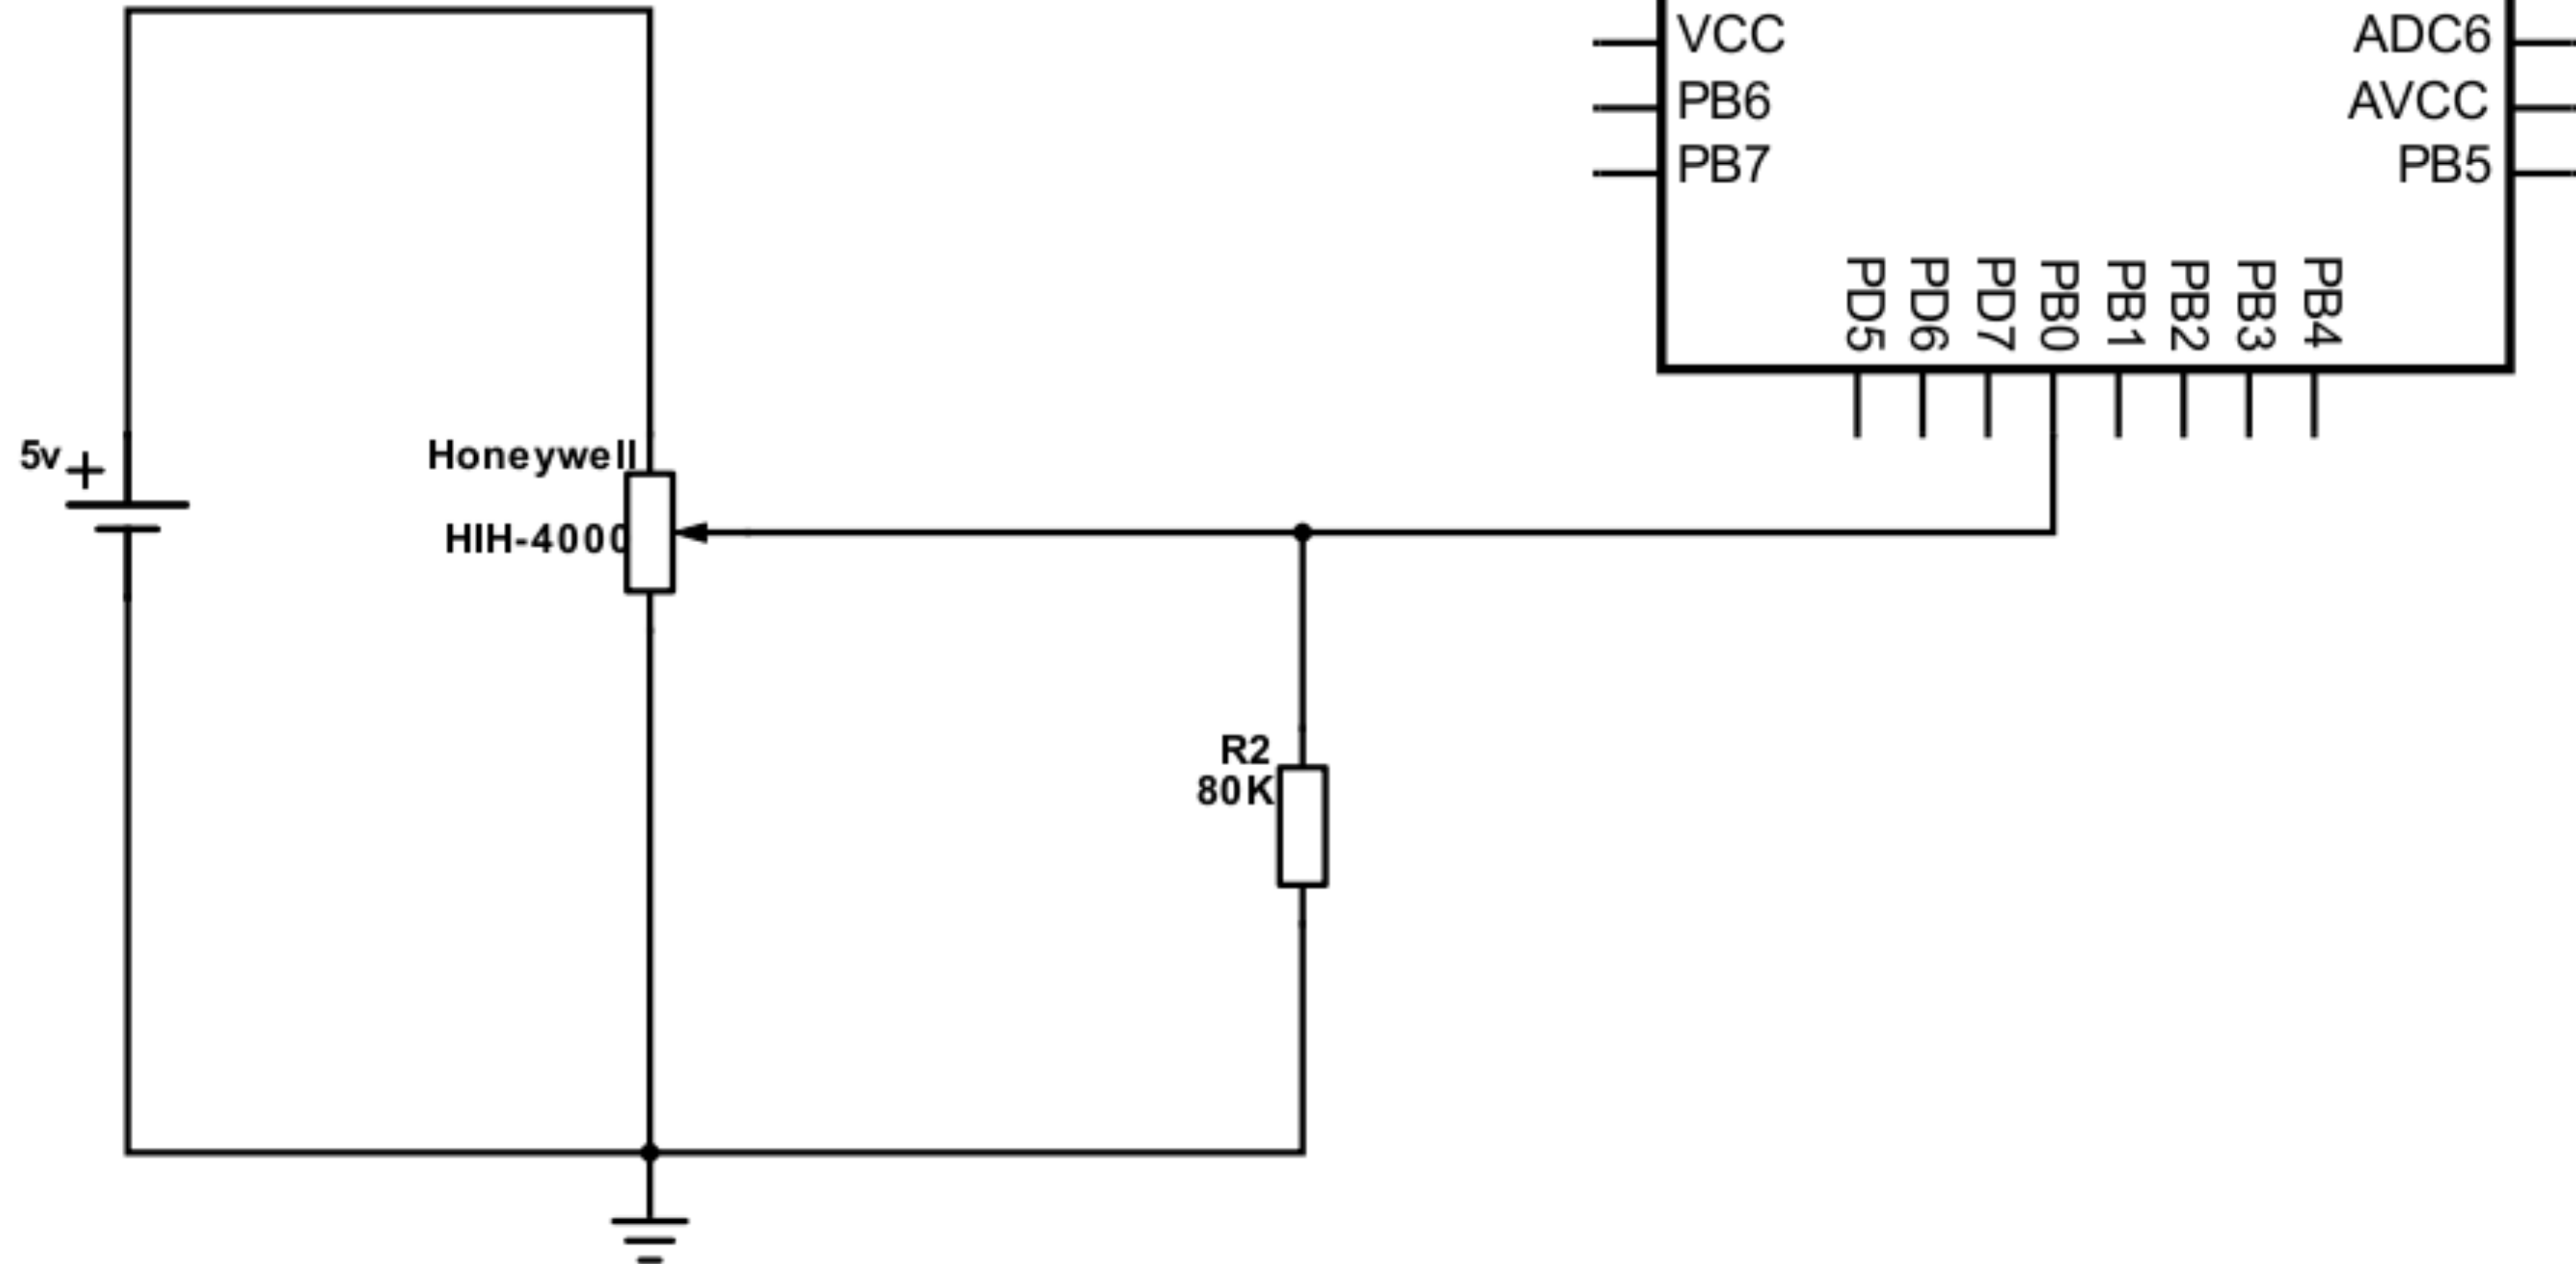 VCC
ADC6
PB6
AVCC
PB7
PB5
PD5
PD6
PD7
PB0
PB1
PB2
PB3
PB4
5v
+
Honeywell
HIH-4000
R2
80K